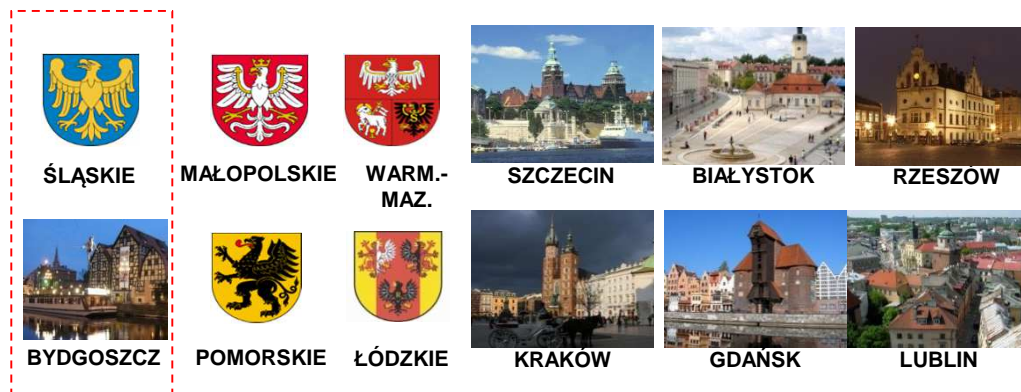 ŚLĄSKIE
MAŁOPOLSKIE
WARM.-
MAZ.
SZCZECIN
BIAŁYSTOK
RZESZÓW
BYDGOSZCZ
POMORSKIE
ŁÓDZKIE
KRAKÓW
GDAŃSK
LUBLIN